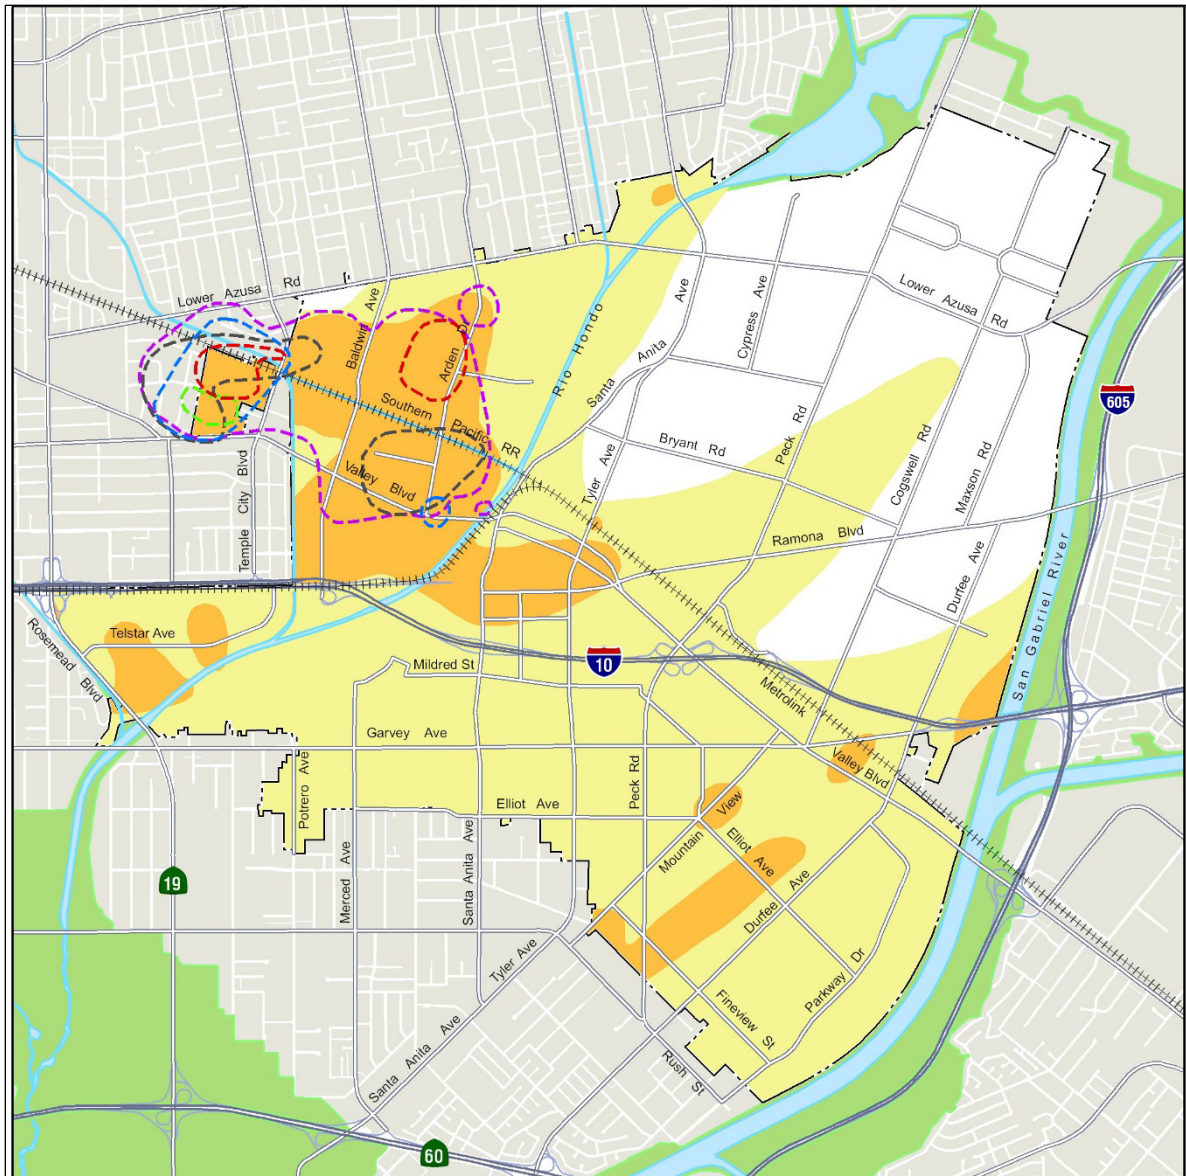 Lower Azusa Rd
Baldwin Ave
Arden Dr
Rio Hondo
Santa Anita Ave
Cypress Ave
Lower Azusa Rd
605
Southern Pacific RR
Peck Rd
Bryant Rd
Cogswell Rd
Maxson Rd
Valley Blvd
Tyler Ave
Temple City Blvd
Ramona Blvd
Durfee Ave
San Gabriel River
Telstar Ave
Rosemead Blvd
Mildred St
10
Metrolink
Garvey Ave
Valley Blvd
Potrero Ave
Peck Rd
Elliot Ave
Mountain View
Elliot Ave
19
Merced Ave
Santa Anita Ave
Durfee Ave
Tyler Ave
Parkway Dr
Fineview St
Santa Anita Ave
Rush St
60